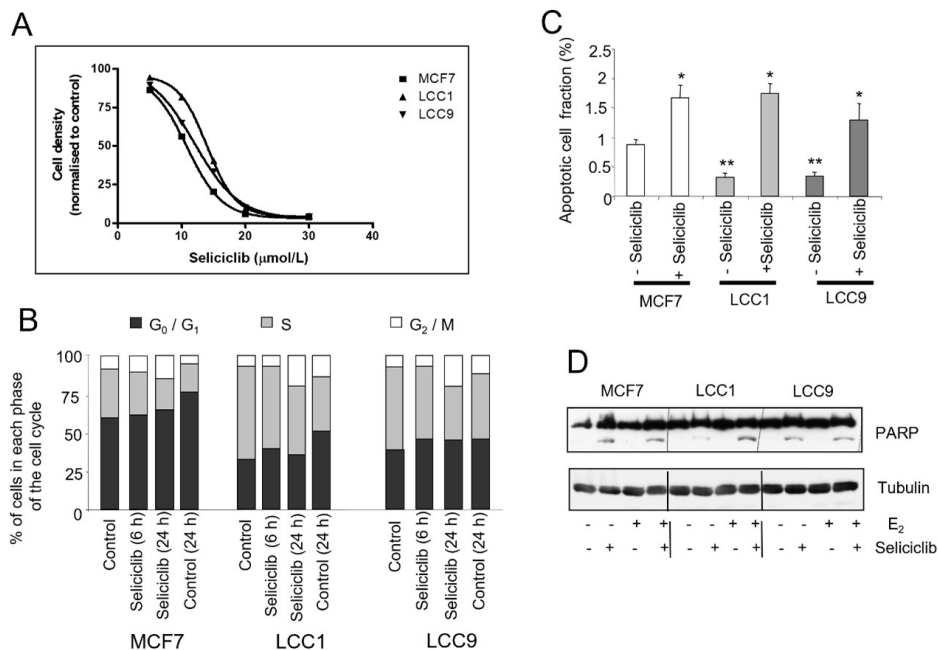 A
100
75
50
25
0
0 10 20 30 40
Cell density
(normalised to control)
Seliciclib (μmol/L)
MCF7
LCC1
LCC9
B
G0 / G1
S
G2 / M
100
75
50
25
0
% of cells in each phase
of the cell cycle
Control
Seliciclib (6 h)
Seliciclib (24 h)
Control (24 h)
Control
Seliciclib (6 h)
Seliciclib (24 h)
Control (24 h)
Control
Seliciclib (6 h)
Seliciclib (24 h)
Control (24 h)
MCF7 LCC1 LCC9
C
Apoptotic cell fraction (%)
2.5
2
1.5
1
0.5
0
* * *
** **
- Seliciclib
+ Seliciclib
- Seliciclib
+Seliciclib
- Seliciclib
+ Seliciclib
MCF7 LCC1 LCC9
D
MCF7 LCC1 LCC9
PARP
Tubulin
- - + + - - + + - - + + E2
- + - + - + - + - + - + Seliciclib